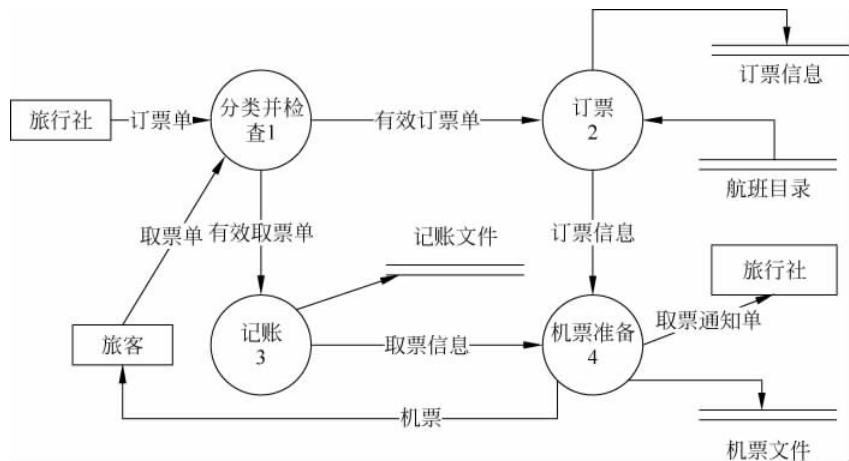 旅行社
订票单
分类并检
查1
有效订票单
订票
2
订票信息
航班目录
取票单
有效取票单
记账文件
订票信息
旅行社
旅客
记账
3
取票信息
机票准备
4
取票通知单
机票
机票文件